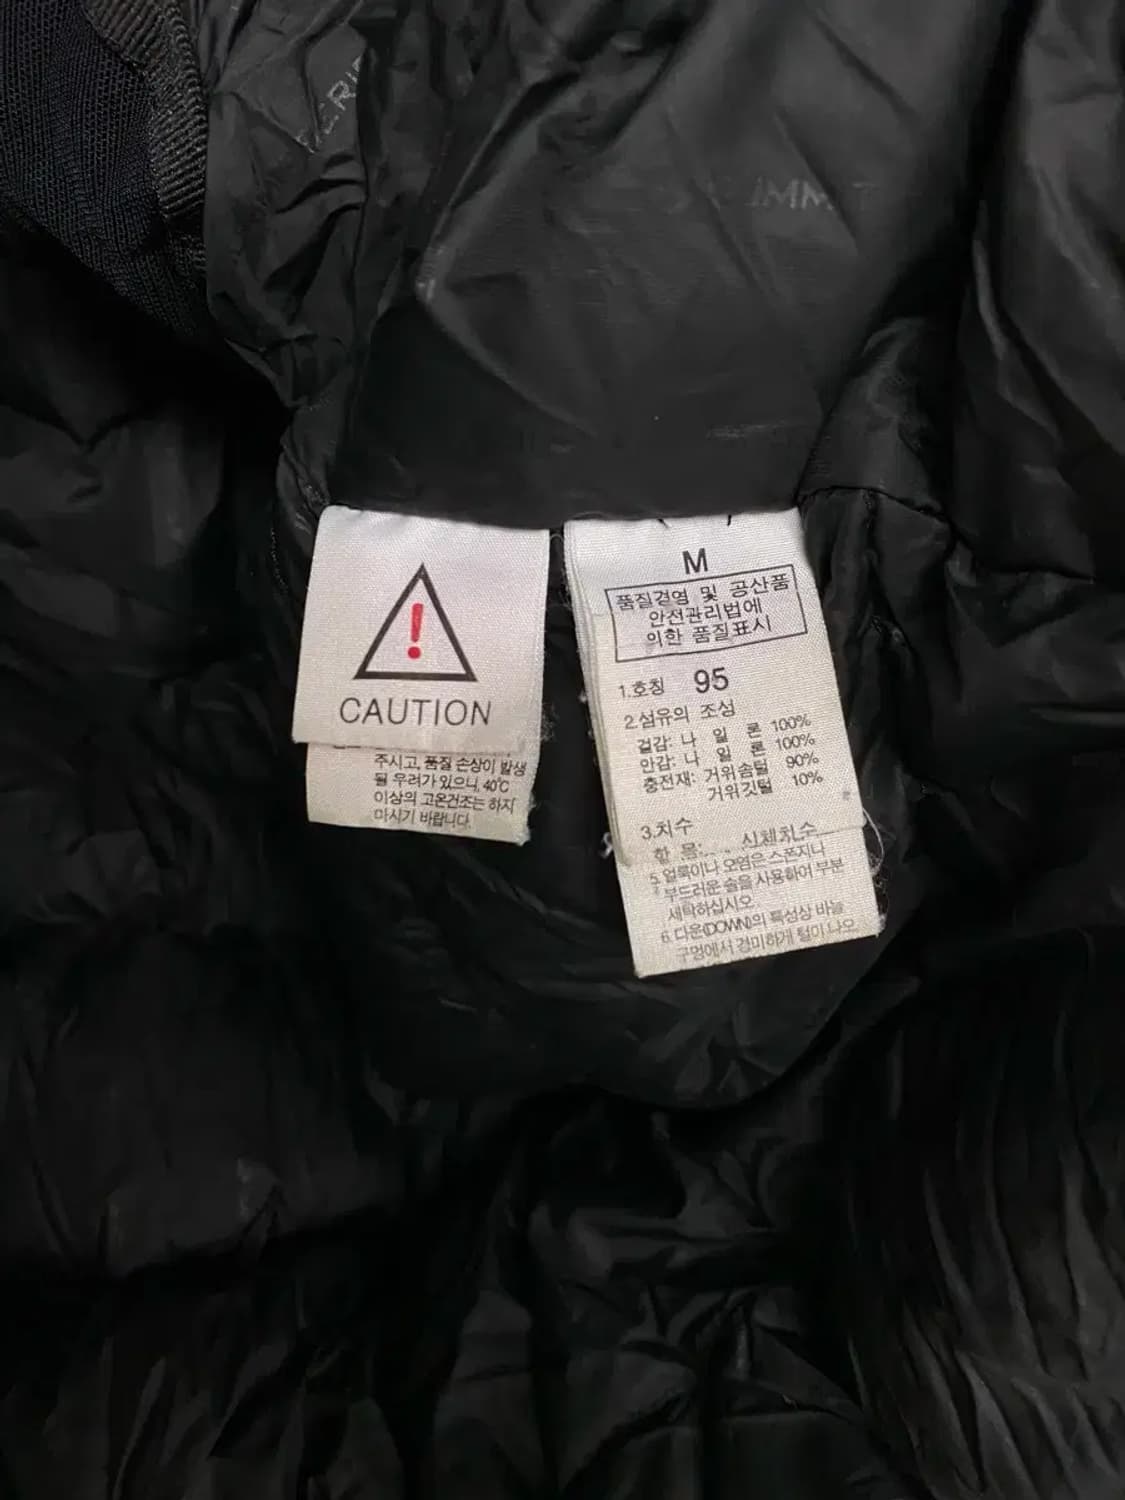 CAUTION
주시고, 품질 손상이 발생
될 우려가 있으니, 40℃
이상의 고온건조는 하지
마시기 바랍니다.
M
품질경영 및 공산품
안전관리법에
의한 품질표시
1.호칭 95
2.섬유의 조성
겉감: 나 일 론 100%
안감: 나 일 론 100%
충전재: 거위솜털 90%
거위깃털 10%
3.치수
항 목: 신체치수
5. 얼룩이나 오염은 스폰지나
부드러운 솔을 사용하여 부분
세탁하십시오.
6. 다운(DOWN)의 특성상 바늘
구멍에서 경미하게 털이 나오